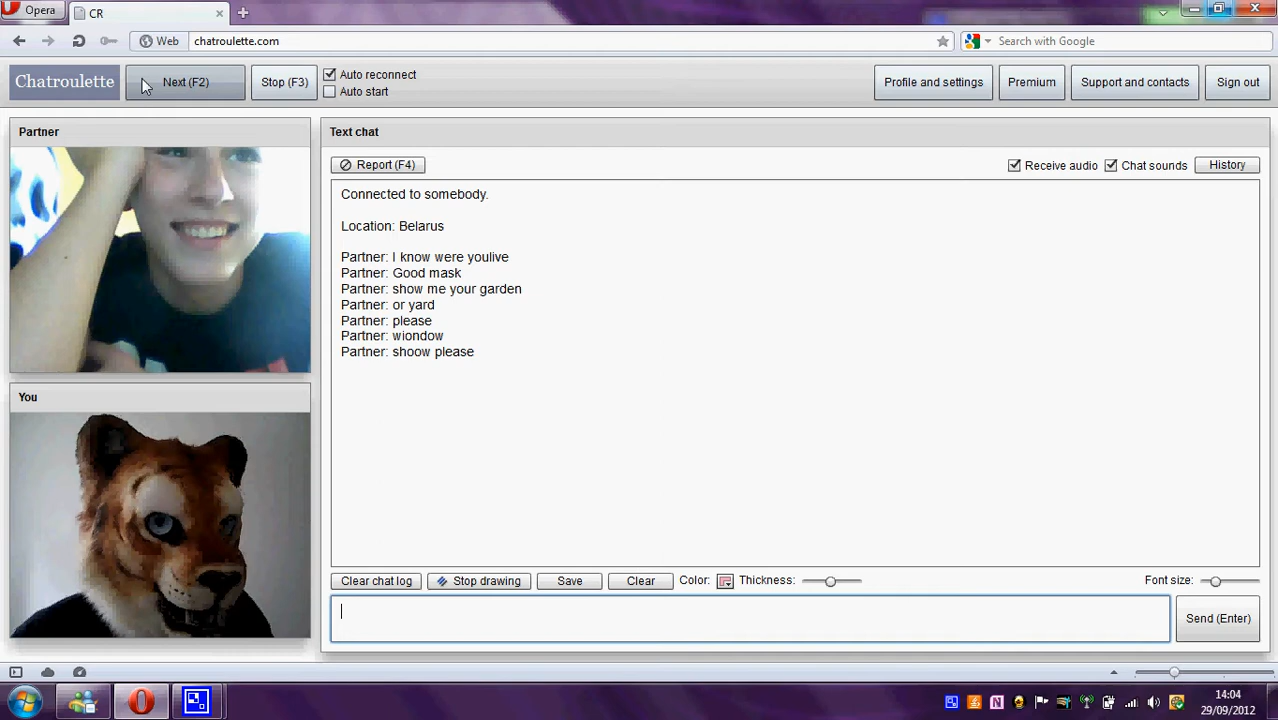 Opera
CR
Web
chatroulette.com
Search with Google
Chatroulette
Next (F2)
Stop (F3)
Auto reconnect
Auto start
Profile and settings
Premium
Support and contacts
Sign out
Partner
Text chat
Report (F4)
Receive audio
Chat sounds
History
Connected to somebody.
Location: Belarus
Partner: I know were youlive
Partner: Good mask
Partner: show me your garden
Partner: or yard
Partner: please
Partner: wiondow
Partner: shoow please
You
Clear chat log
Stop drawing
Save
Clear
Color:
Thickness:
Font size:
Send (Enter)
14:04
29/09/2012